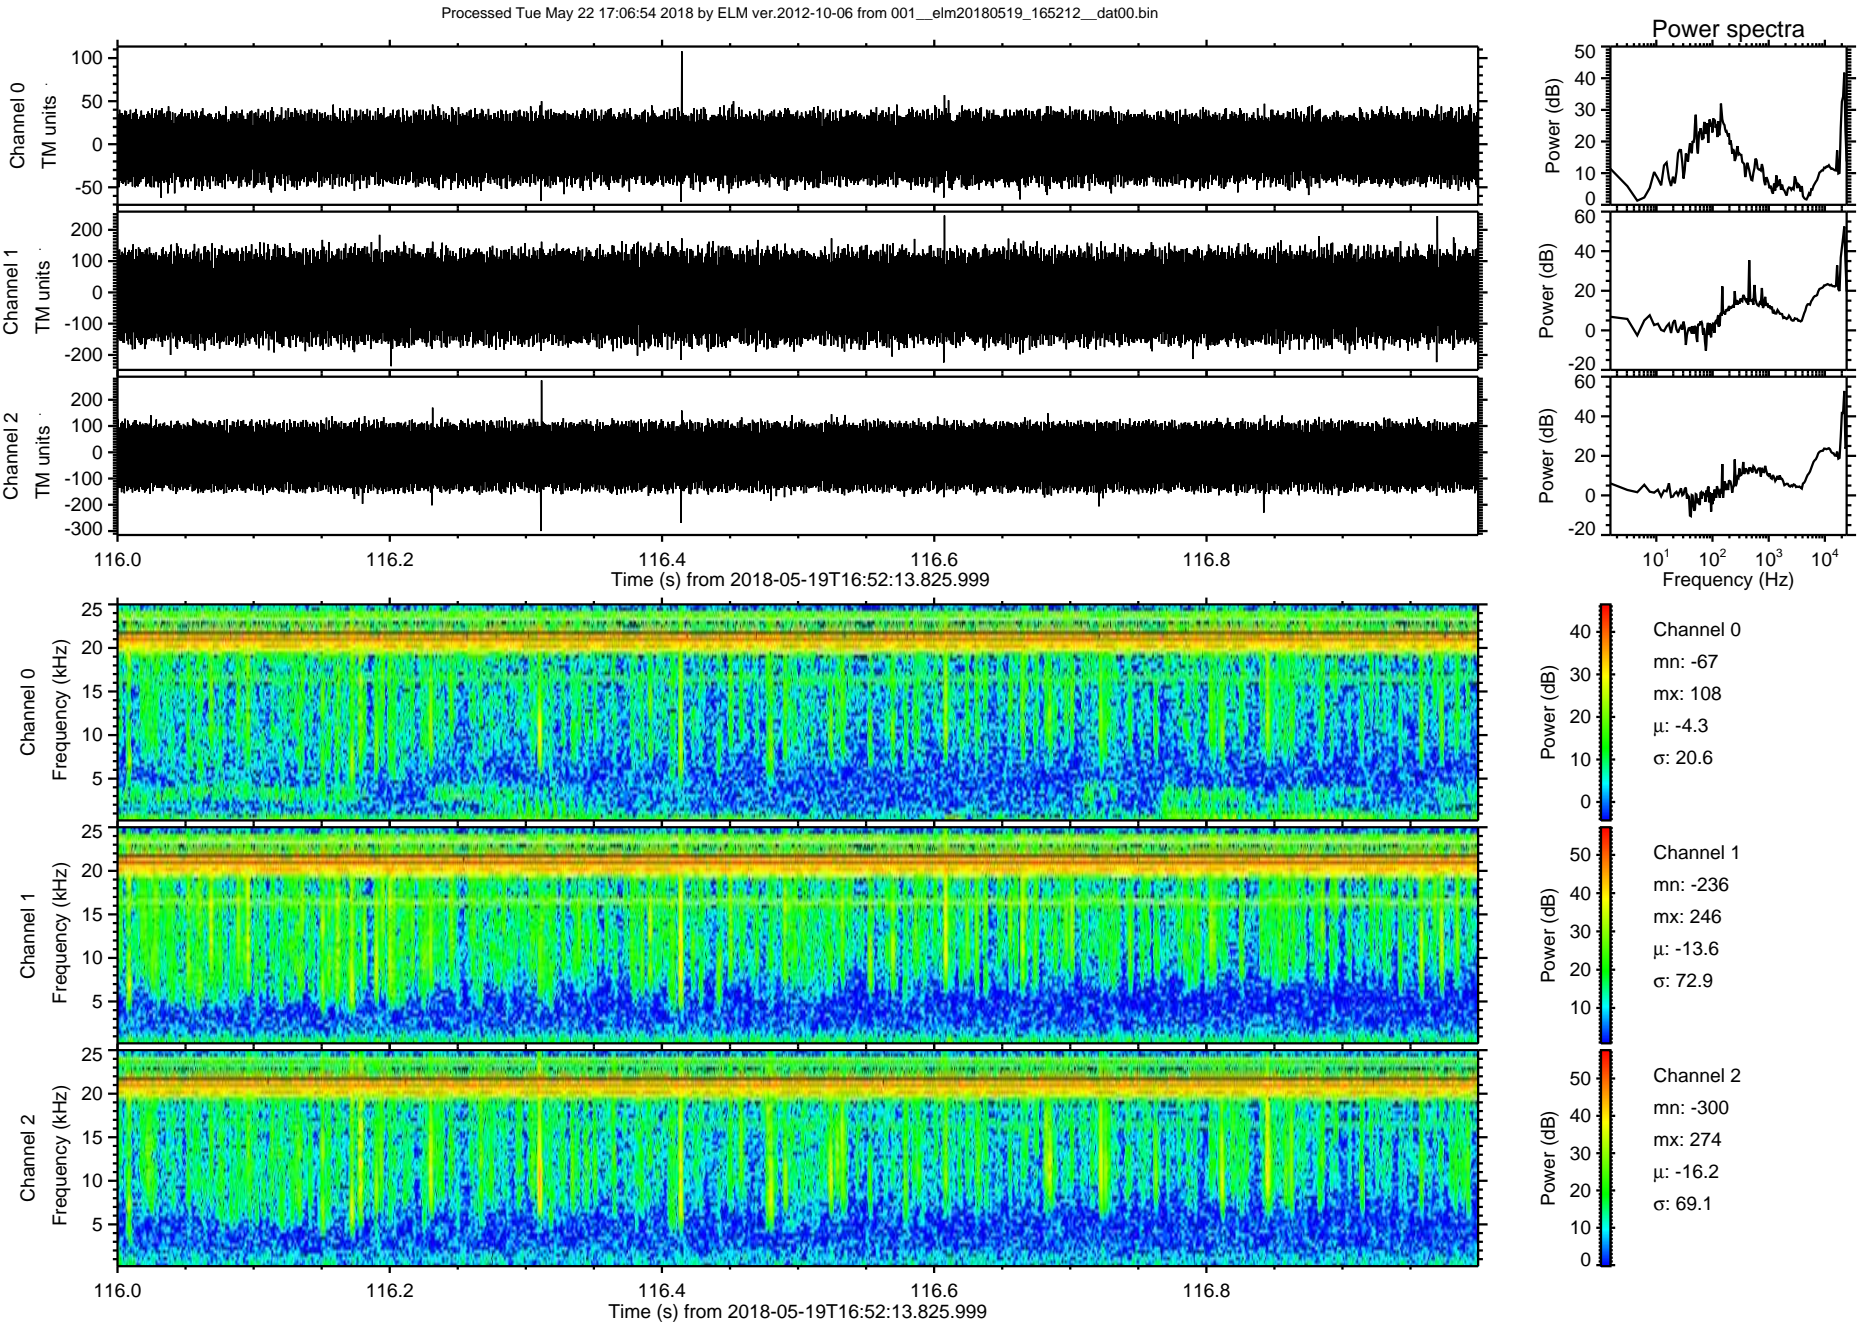 Processed Tue May 22 17:06:54 2018 by ELM ver.2012-10-06 from 001__elm20180519_165212__dat00.bin
Power spectra
Channel 0
TM units
100
50
0
-50
Power (dB)
50
40
30
20
10
0
Channel 1
TM units
200
100
0
-100
-200
Power (dB)
60
40
20
0
-20
Channel 2
TM units
200
100
0
-100
-200
-300
Power (dB)
60
40
20
0
-20
116.0 116.2 116.4 116.6 116.8
Time (s) from 2018-05-19T16:52:13.825.999
10¹ 10² 10³ 10⁴
Frequency (Hz)
Channel 0
Frequency (kHz)
25
20
15
10
5
Power (dB)
40
30
20
10
0
Channel 0
mn: -67
mx: 108
μ: -4.3
σ: 20.6
Channel 1
Frequency (kHz)
25
20
15
10
5
Power (dB)
50
40
30
20
10
Channel 1
mn: -236
mx: 246
μ: -13.6
σ: 72.9
Channel 2
Frequency (kHz)
25
20
15
10
5
Power (dB)
50
40
30
20
10
0
Channel 2
mn: -300
mx: 274
μ: -16.2
σ: 69.1
116.0 116.2 116.4 116.6 116.8
Time (s) from 2018-05-19T16:52:13.825.999